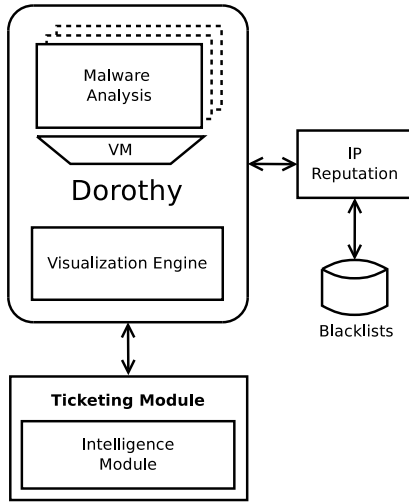 Malware
Analysis
VM
Dorothy
Visualization Engine
IP
Reputation
Blacklists
Ticketing Module
Intelligence
Module